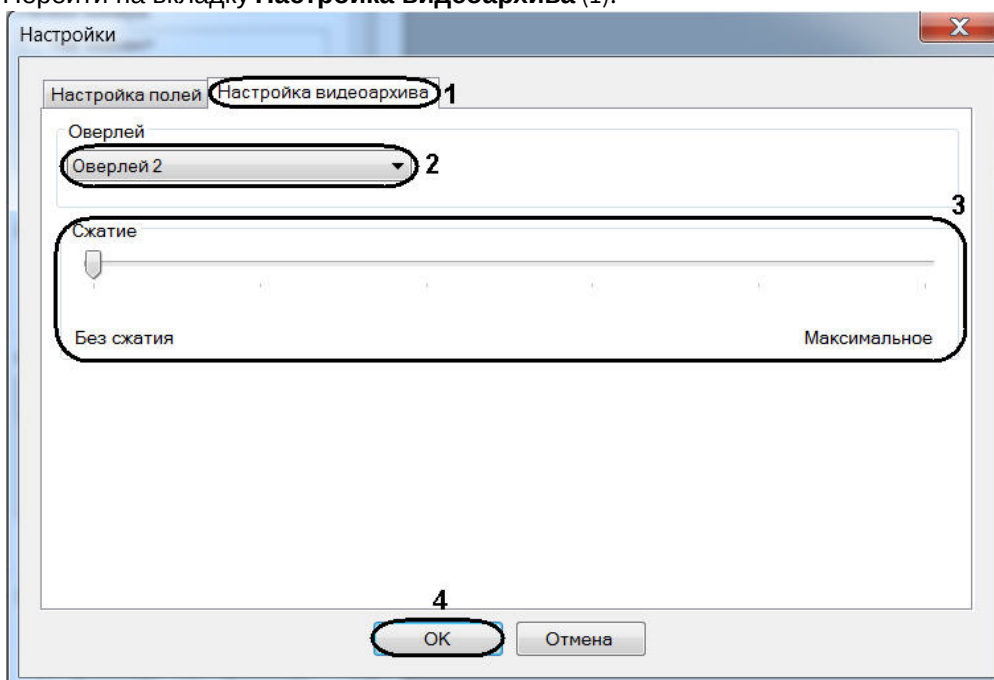 Перейти на вкладку Настройка видеоархива (1).
Настройки
Настройка полей Настройка видеоархива 1
Оверлей
Оверлей 2 2
3
Сжатие
Без сжатия Максимальное
4
OK Отмена